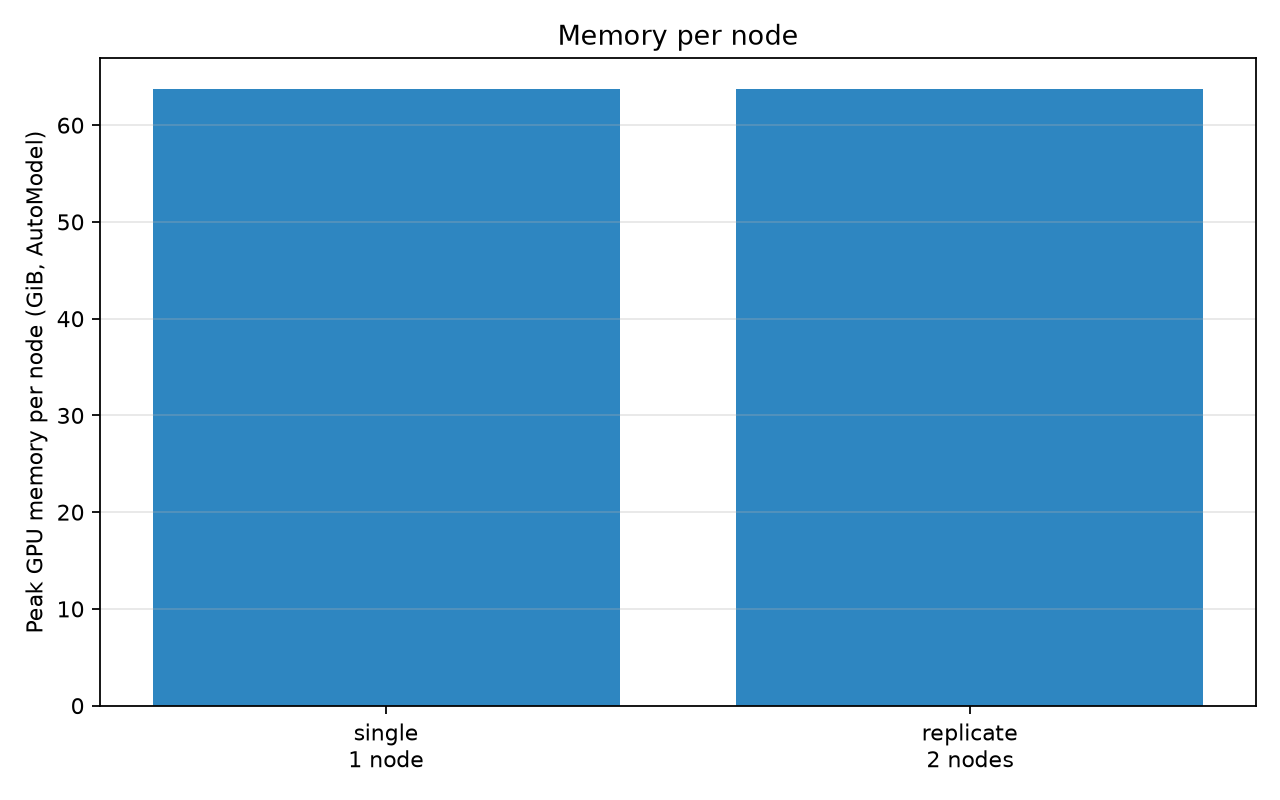 Memory per node
Peak GPU memory per node (GiB, AutoModel)
60
50
40
30
20
10
0
single
1 node
replicate
2 nodes